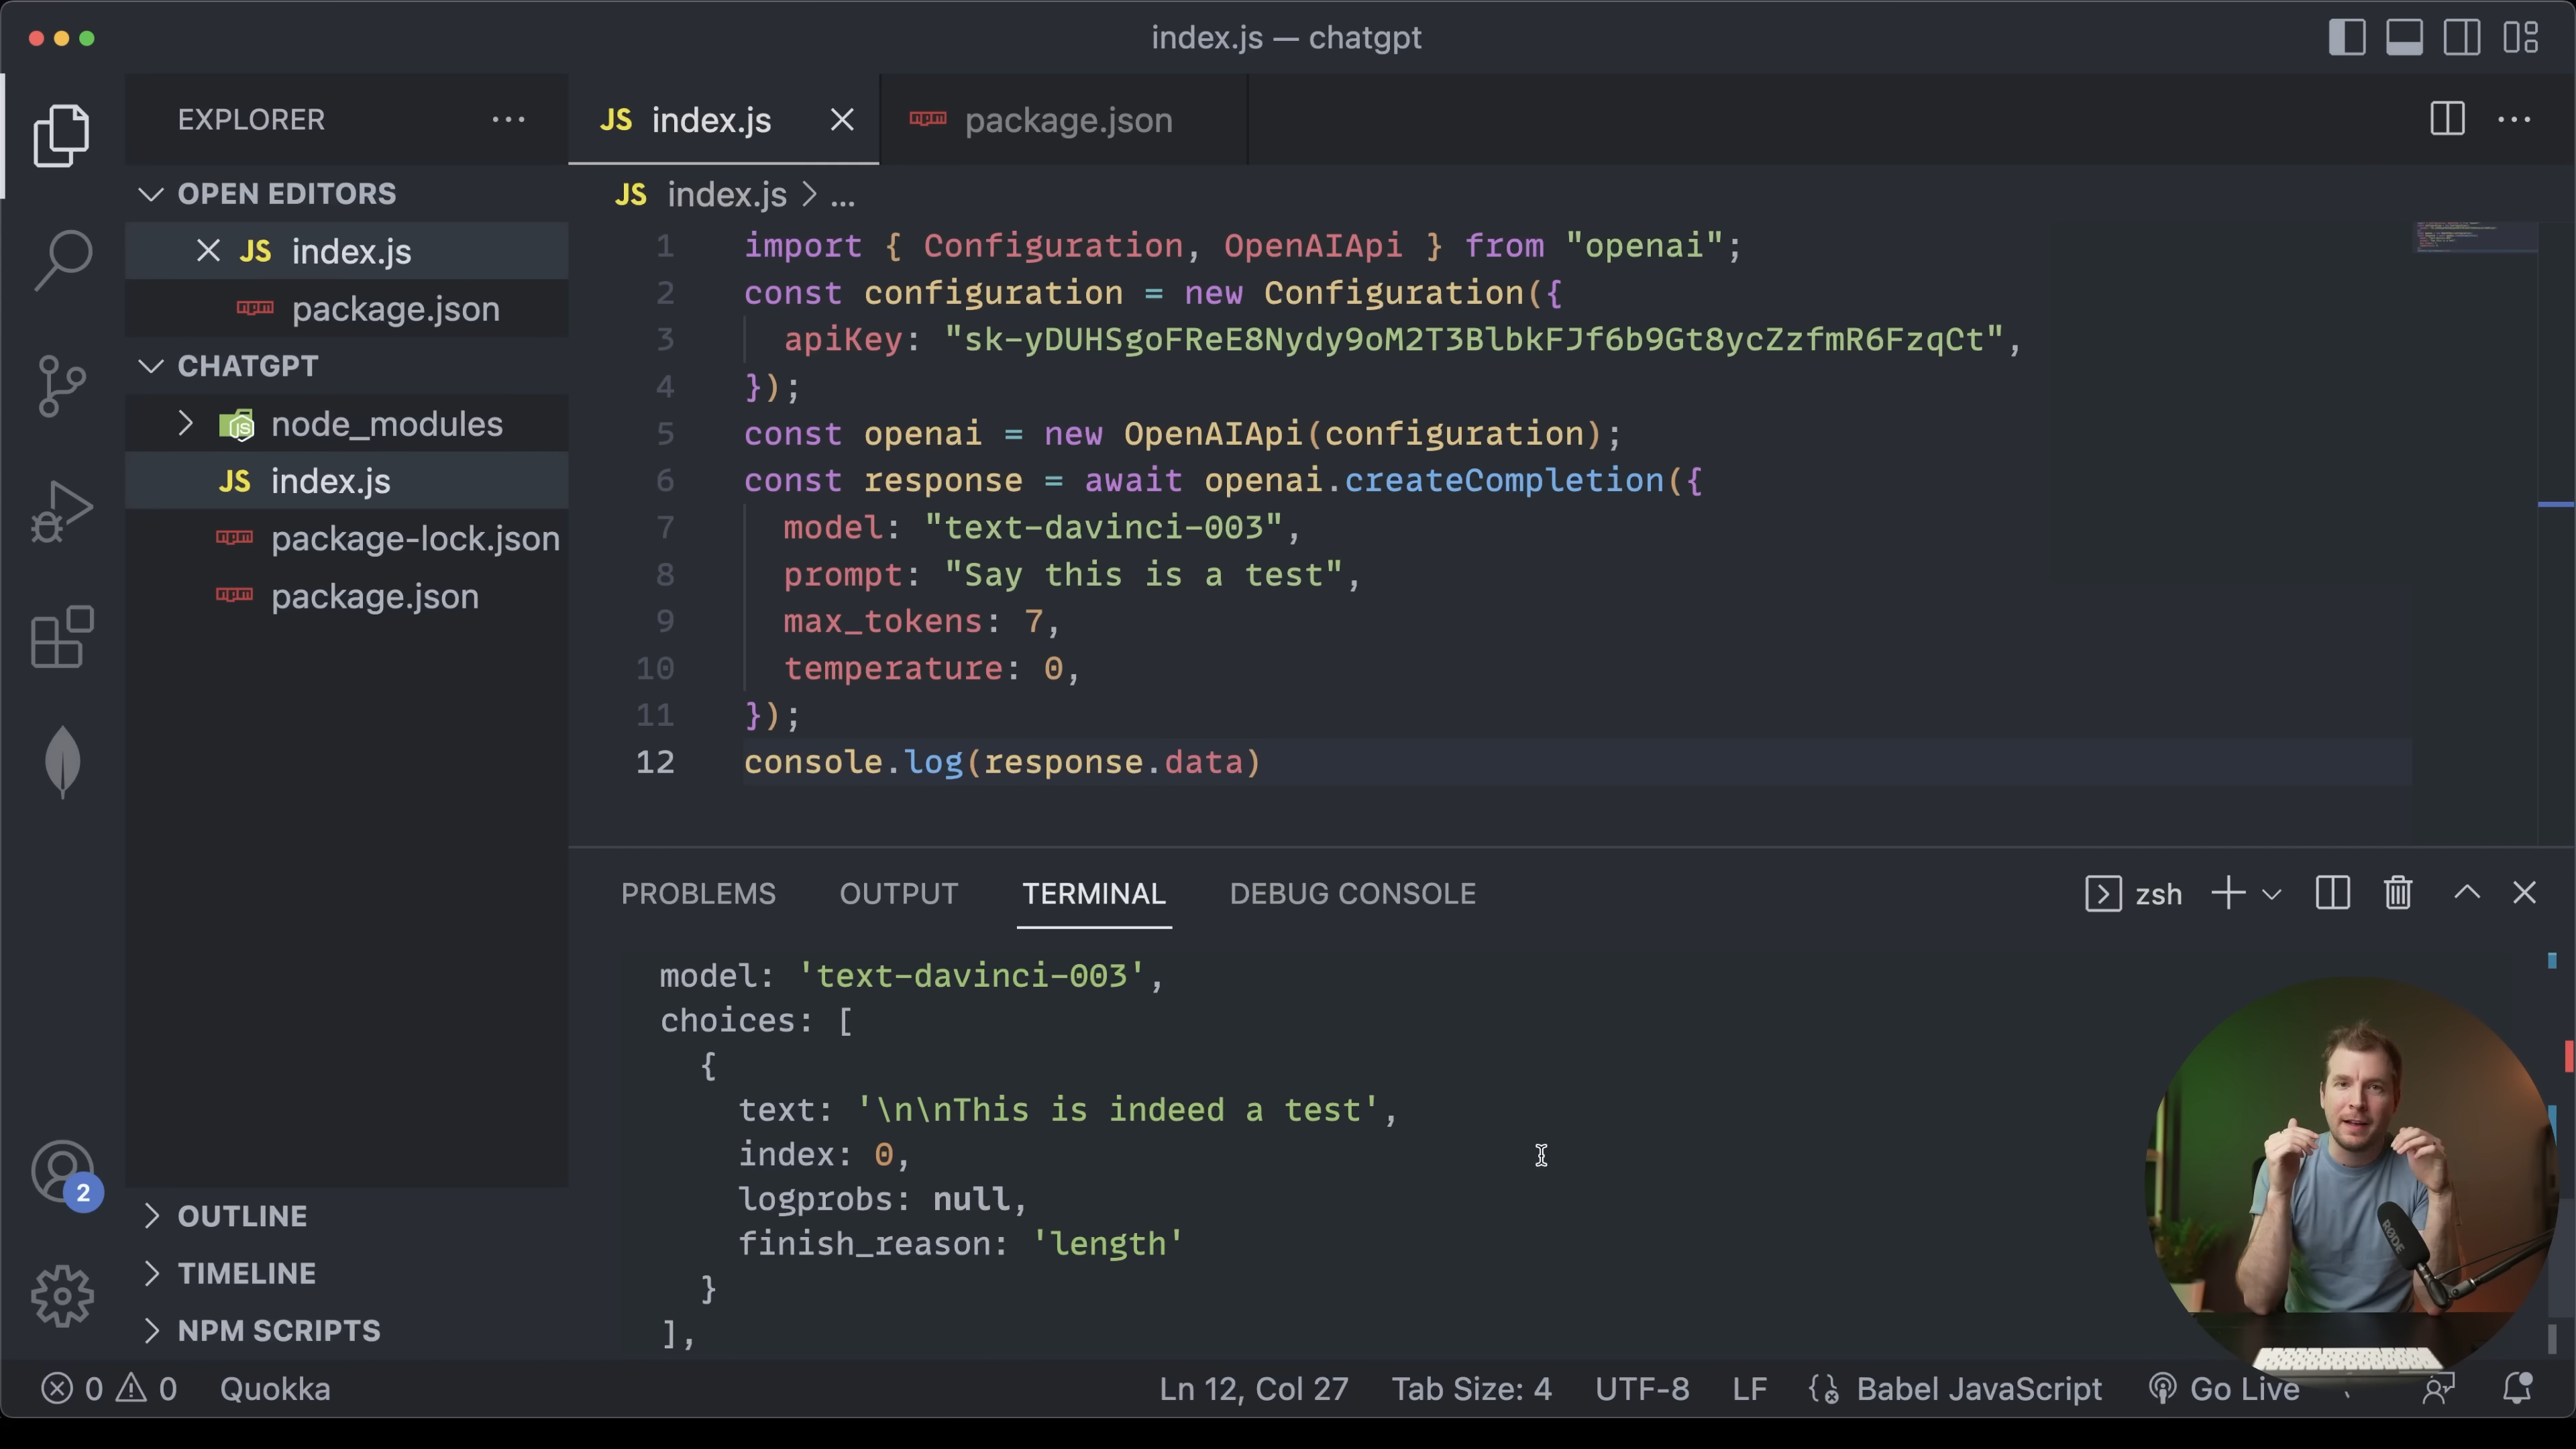 index.js — chatgpt
EXPLORER
JS index.js
npm package.json
OPEN EDITORS
JS index.js > ...
JS index.js
npm package.json
CHATGPT
node_modules
JS index.js
npm package-lock.json
npm package.json
1 import { Configuration, OpenAIApi } from "openai";
2 const configuration = new Configuration({
3 apiKey: "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",
4 });
5 const openai = new OpenAIApi(configuration);
6 const response = await openai.createCompletion({
7 model: "text-davinci-003",
8 prompt: "Say this is a test",
9 max_tokens: 7,
10 temperature: 0,
11 });
12 console.log(response.data)
PROBLEMS OUTPUT TERMINAL DEBUG CONSOLE
zsh
model: 'text-davinci-003',
choices: [
{
text: '\n\nThis is indeed a test',
index: 0,
logprobs: null,
finish_reason: 'length'
}
],
2
OUTLINE
TIMELINE
NPM SCRIPTS
RØDE
0 0 Quokka
Ln 12, Col 27 Tab Size: 4 UTF-8 LF Babel JavaScript Go Live